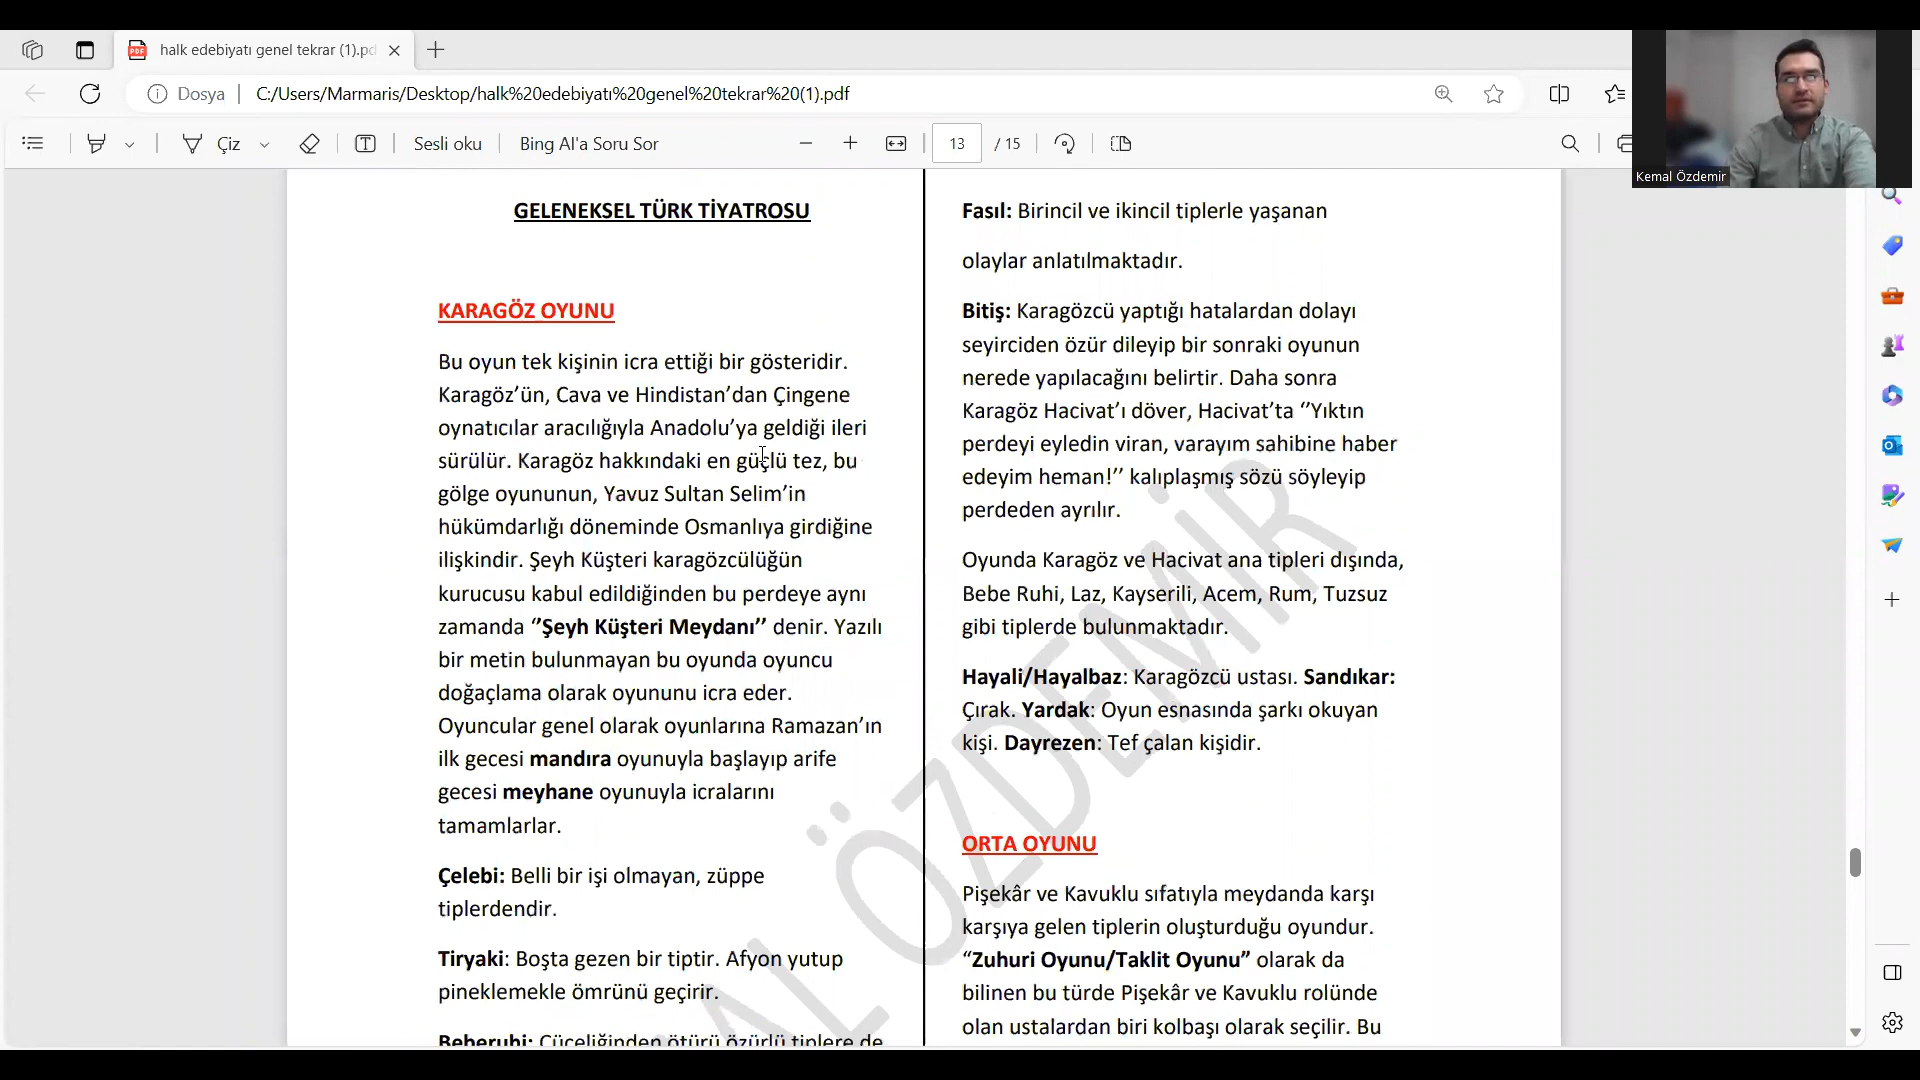 halk edebiyatı genel tekrar (1).pd
Dosya
C:/Users/Marmaris/Desktop/halk%20edebiyatı%20genel%20tekrar%20(1).pdf
Çiz
Sesli oku
Bing AI'a Soru Sor
13 / 15
Kemal Özdemir
GELENEKSEL TÜRK TİYATROSU
KARAGÖZ OYUNU
Bu oyun tek kişinin icra ettiği bir gösteridir.
Karagöz’ün, Cava ve Hindistan’dan Çingene
oynatıcılar aracılığıyla Anadolu’ya geldiği ileri
sürülür. Karagöz hakkındaki en güçlü tez, bu
gölge oyununun, Yavuz Sultan Selim’in
hükümdarlığı döneminde Osmanlıya girdiğine
ilişkindir. Şeyh Küşteri karagözcülüğün
kurucusu kabul edildiğinden bu perdeye aynı
zamanda ‘’Şeyh Küşteri Meydanı’’ denir. Yazılı
bir metin bulunmayan bu oyunda oyuncu
doğaçlama olarak oyununu icra eder.
Oyuncular genel olarak oyunlarına Ramazan’ın
ilk gecesi mandıra oyunuyla başlayıp arife
gecesi meyhane oyunuyla icralarını
tamamlarlar.
Çelebi: Belli bir işi olmayan, züppe
tiplerdendir.
Tiryaki: Boşta gezen bir tiptir. Afyon yutup
pineklemekle ömrünü geçirir.
Beberuhi: Cüceliğinden ötürü özürlü tiplere de
Fasıl: Birincil ve ikincil tiplerle yaşanan
olaylar anlatılmaktadır.
Bitiş: Karagözcü yaptığı hatalardan dolayı
seyirciden özür dileyip bir sonraki oyunun
nerede yapılacağını belirtir. Daha sonra
Karagöz Hacivat’ı döver, Hacivat’ta ‘’Yıktın
perdeyi eyledin viran, varayım sahibine haber
edeyim heman!’’ kalıplaşmış sözü söyleyip
perdeden ayrılır.
Oyunda Karagöz ve Hacivat ana tipleri dışında,
Bebe Ruhi, Laz, Kayserili, Acem, Rum, Tuzsuz
gibi tiplerde bulunmaktadır.
Hayali/Hayalbaz: Karagözcü ustası. Sandıkar:
Çırak. Yardak: Oyun esnasında şarkı okuyan
kişi. Dayrezen: Tef çalan kişidir.
ORTA OYUNU
Pişekâr ve Kavuklu sıfatıyla meydanda karşı
karşıya gelen tiplerin oluşturduğu oyundur.
“Zuhuri Oyunu/Taklit Oyunu” olarak da
bilinen bu türde Pişekâr ve Kavuklu rolünde
olan ustalardan biri kolbaşı olarak seçilir. Bu
AL ÖZDEMİR